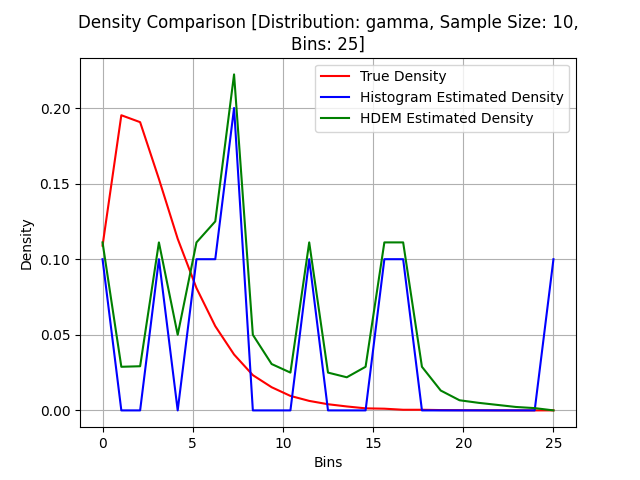 Density Comparison [Distribution: gamma, Sample Size: 10,
Bins: 25]
True Density
Histogram Estimated Density
HDEM Estimated Density
Density
0.20
0.15
0.10
0.05
0.00
0 5 10 15 20 25
Bins